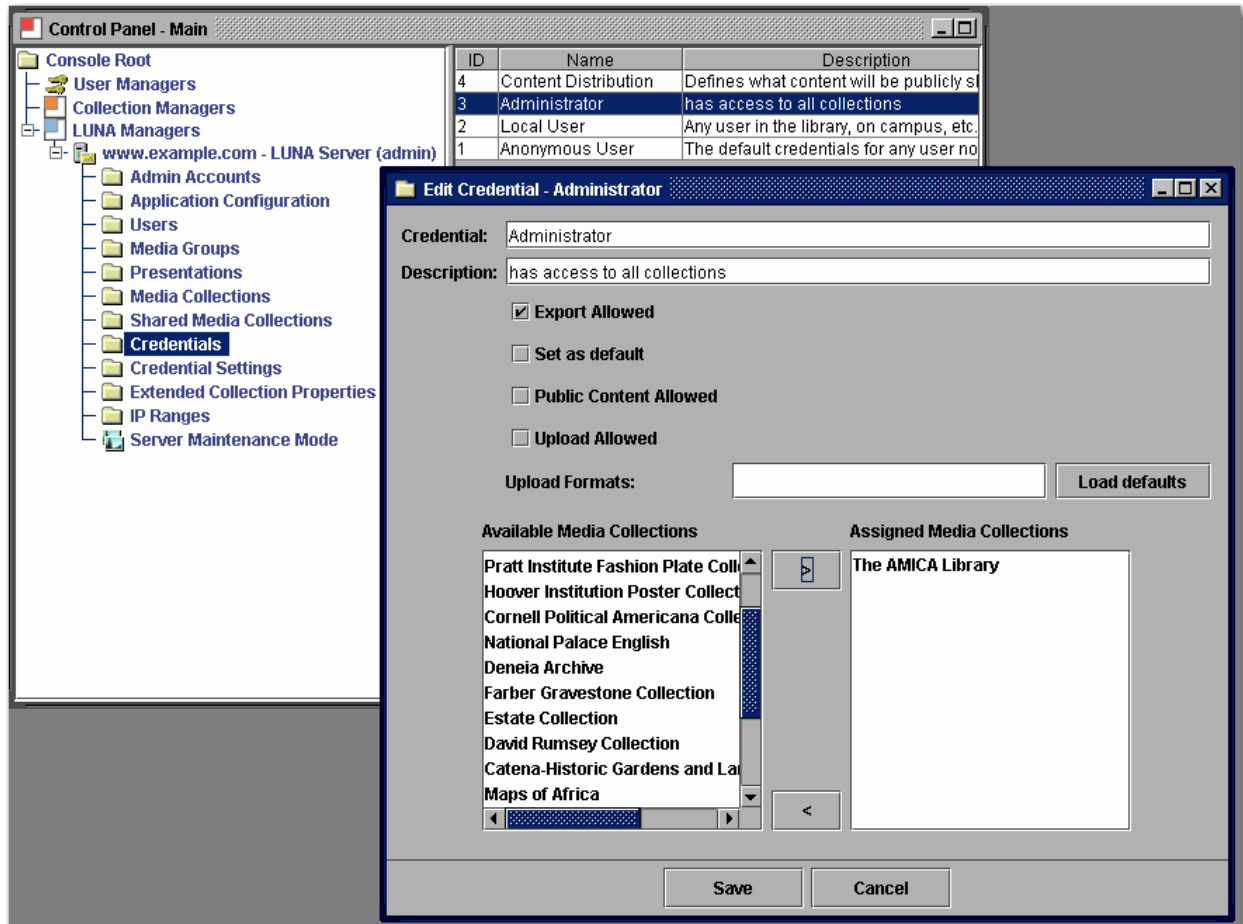 Control Panel - Main
Console Root
User Managers
Collection Managers
LUNA Managers
www.example.com - LUNA Server (admin)
Admin Accounts
Application Configuration
Users
Media Groups
Presentations
Media Collections
Shared Media Collections
Credentials
Credential Settings
Extended Collection Properties
IP Ranges
Server Maintenance Mode
ID Name Description
4 Content Distribution Defines what content will be publicly
3 Administrator has access to all collections
2 Local User Any user in the library, on campus, etc.
1 Anonymous User The default credentials for any user
Edit Credential - Administrator
Credential: Administrator
Description: has access to all collections
Export Allowed
Set as default
Public Content Allowed
Upload Allowed
Upload Formats: Load defaults
Available Media Collections Assigned Media Collections
Pratt Institute Fashion Plate
Hoover Institution Poster
Cornell Political Americana
National Palace English
Deneia Archive
Farber Gravestone Collection
Estate Collection
David Rumsey Collection
Catena-Historic Gardens and
Maps of Africa
>
<
The AMICA Library
Save Cancel